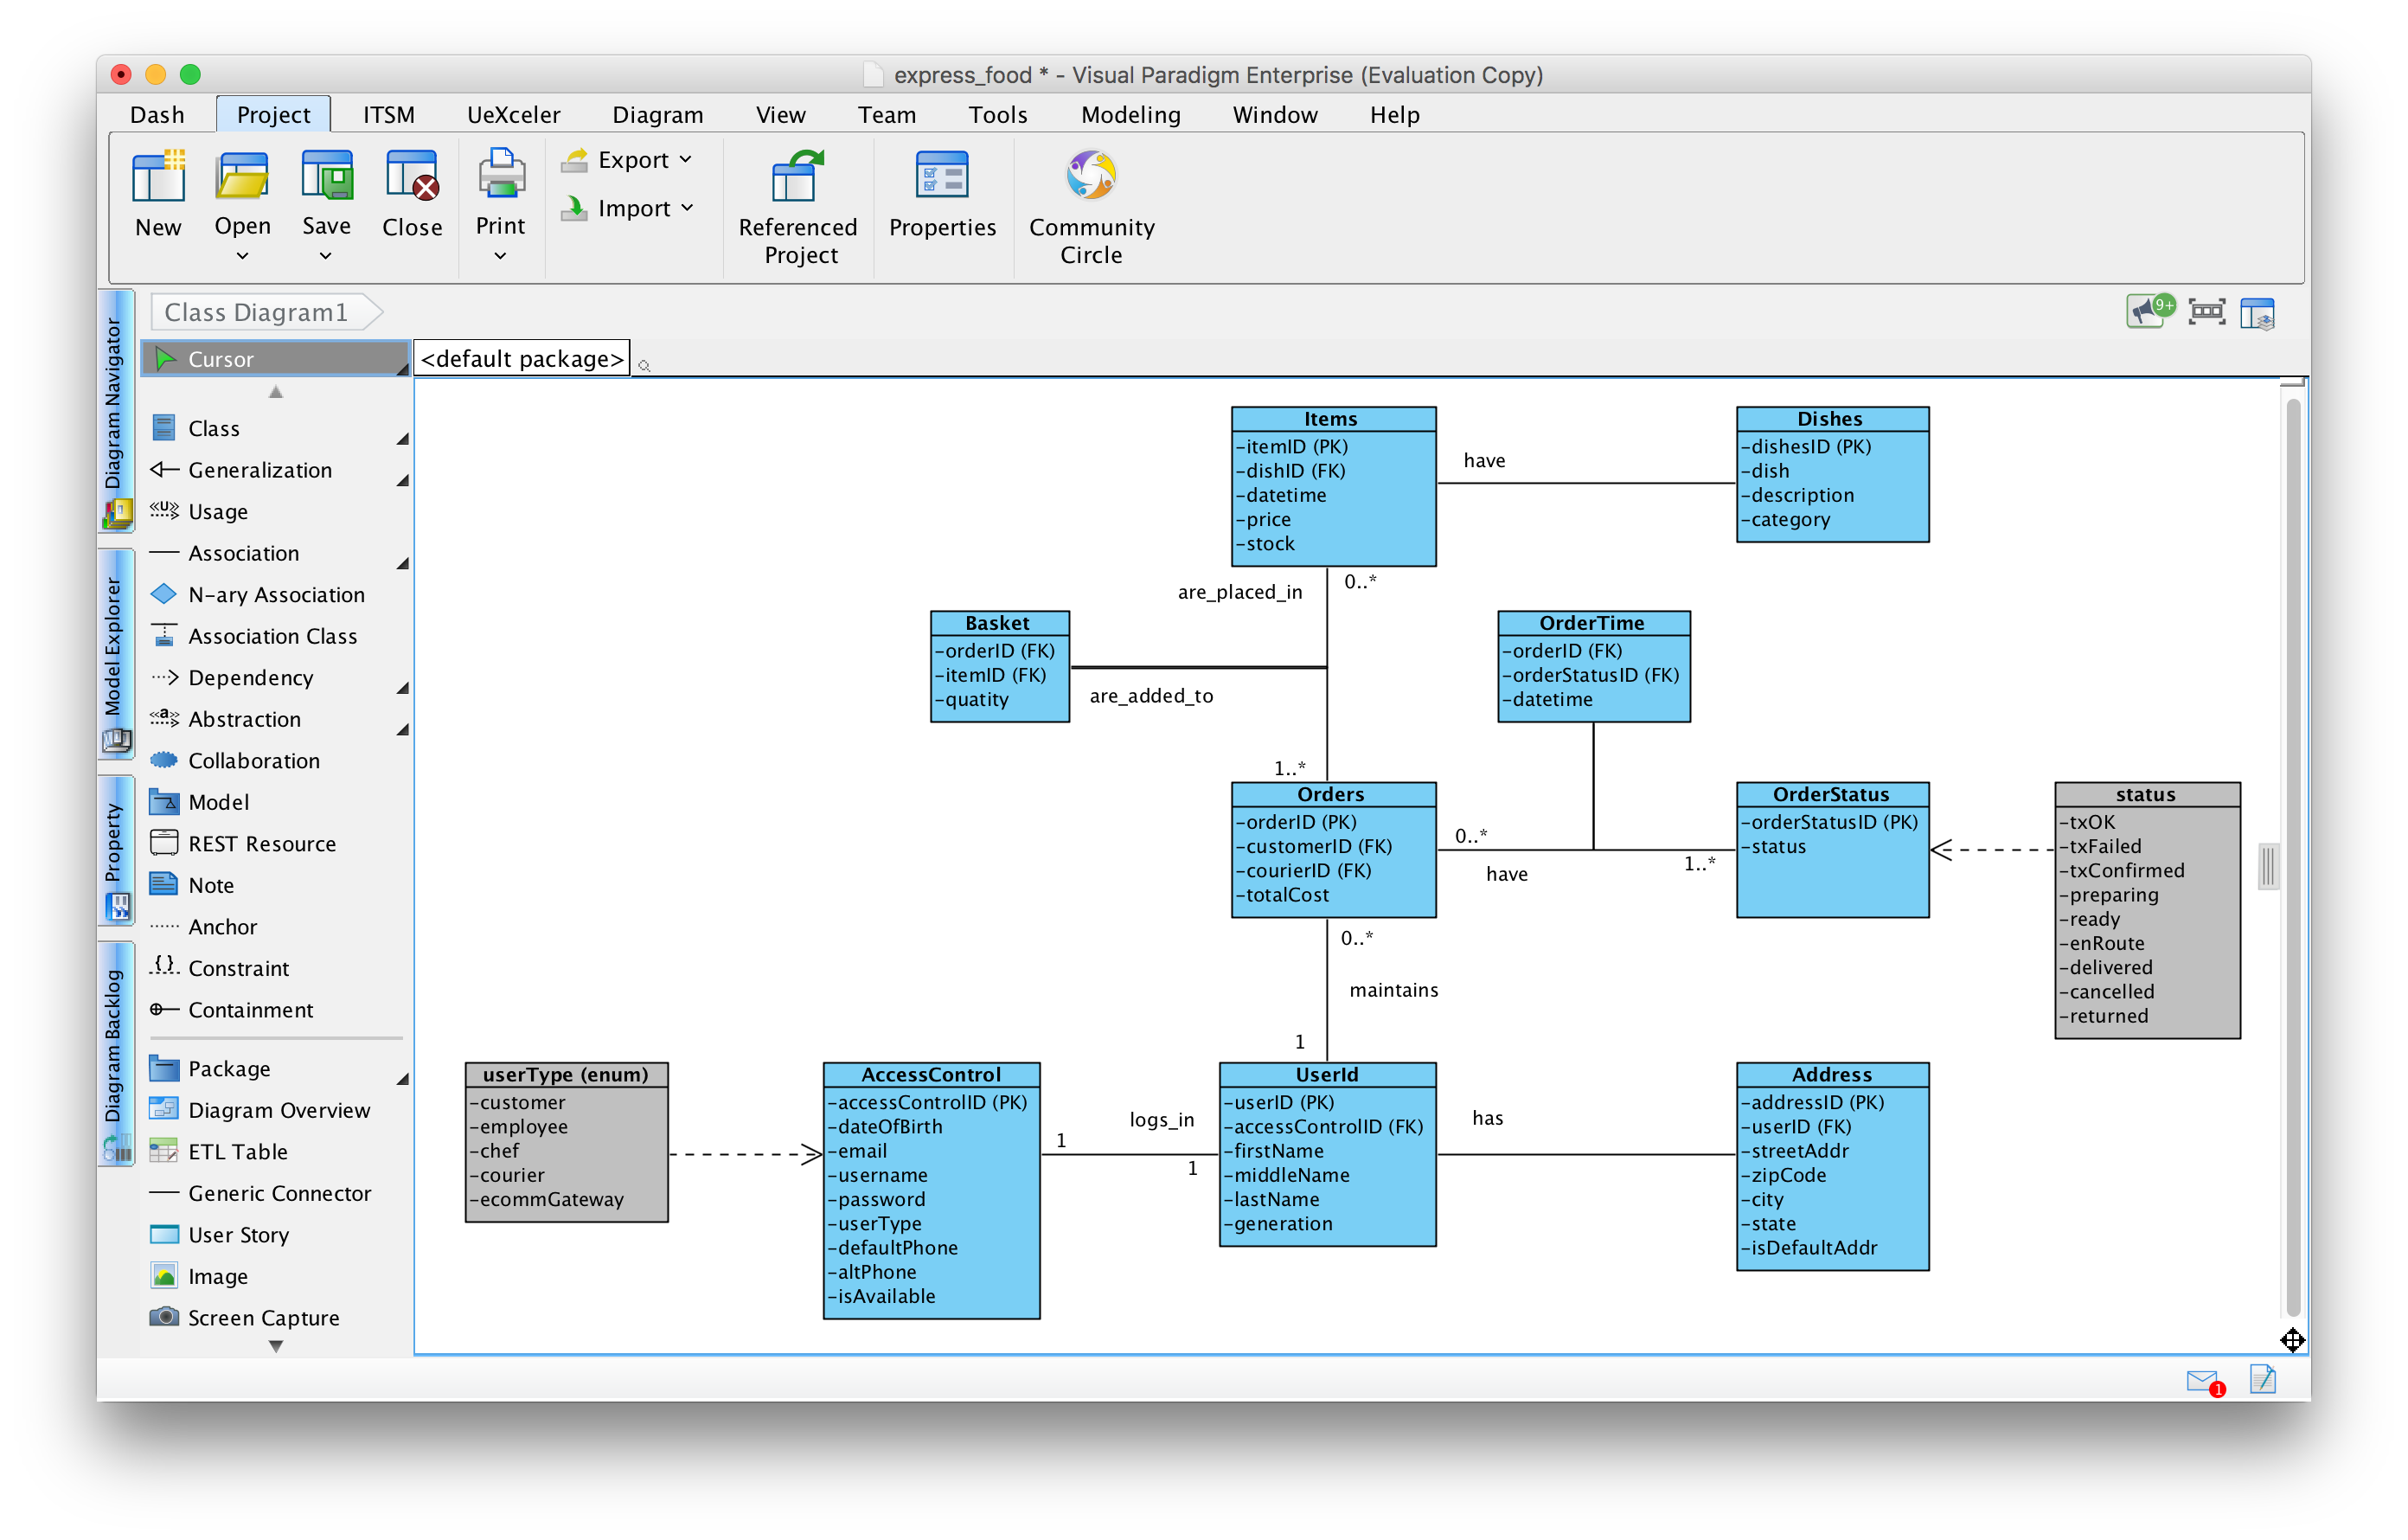 express_food * - Visual Paradigm Enterprise (Evaluation Copy)
Dash Project ITSM UeXceler Diagram View Team Tools Modeling Window Help
New
Open
Save
Close
Print
Export
Import
Referenced
Project
Properties
Community
Circle
Class Diagram1
9+
Diagram Navigator
Model Explorer
Property
Diagram Backlog
Cursor
Class
Generalization
«U» Usage
Association
N-ary Association
Association Class
Dependency
«a» Abstraction
Collaboration
Model
REST Resource
Note
Anchor
{} Constraint
Containment
Package
Diagram Overview
ETL Table
Generic Connector
User Story
Image
Screen Capture
<default package>
Items
-itemID (PK)
-dishID (FK)
-datetime
-price
-stock
have
Dishes
-dishesID (PK)
-dish
-description
-category
are_placed_in
0..*
Basket
-orderID (FK)
-itemID (FK)
-quatity
are_added_to
OrderTime
-orderID (FK)
-orderStatusID (FK)
-datetime
1..*
Orders
-orderID (PK)
-customerID (FK)
-courierID (FK)
-totalCost
0..*
have
1..*
OrderStatus
-orderStatusID (PK)
-status
status
-txOK
-txFailed
-txConfirmed
-preparing
-ready
-enRoute
-delivered
-cancelled
-returned
0..*
maintains
1
userType (enum)
-customer
-employee
-chef
-courier
-ecommGateway
AccessControl
-accessControlID (PK)
-dateOfBirth
-email
-username
-password
-userType
-defaultPhone
-altPhone
-isAvailable
logs_in
1
1
UserId
-userID (PK)
-accessControlID (FK)
-firstName
-middleName
-lastName
-generation
has
Address
-addressID (PK)
-userID (FK)
-streetAddr
-zipCode
-city
-state
-isDefaultAddr
1